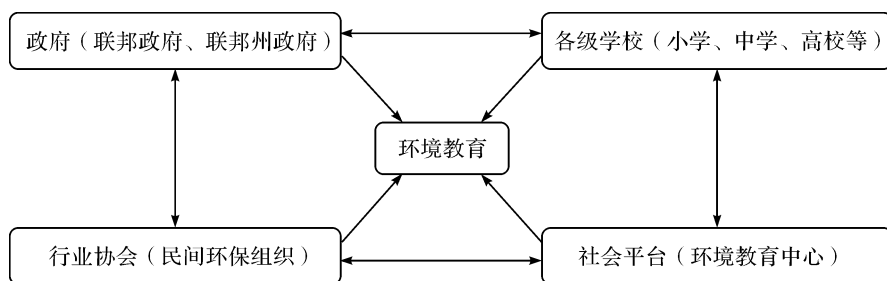 政府（联邦政府、联邦州政府）
各级学校（小学、中学、高校等）
环境教育
行业协会（民间环保组织）
社会平台（环境教育中心）